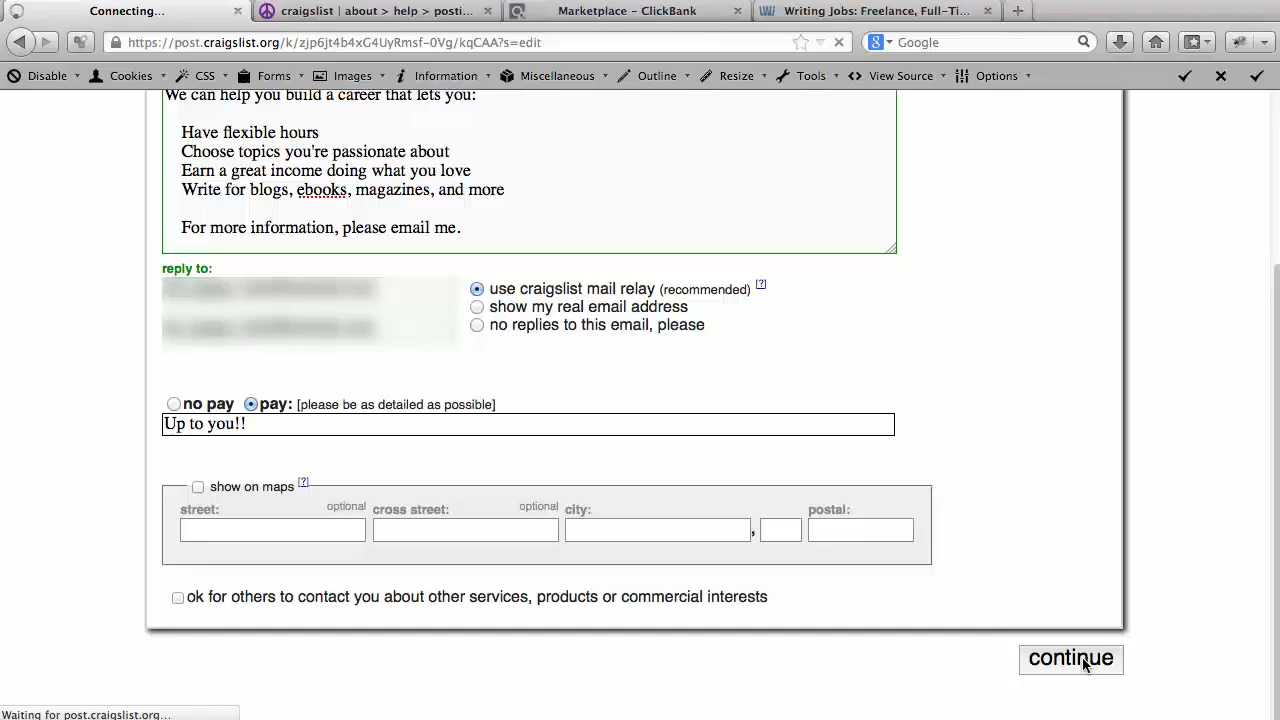 Connecting...
craigslist | about > help > posti...
Marketplace - ClickBank
Writing Jobs: Freelance, Full-Ti...
https://post.craigslist.org/k/zjp6jt4b4xG4UyRmsf-0Vg/kqCAA?s=edit
Google
Disable Cookies CSS Forms Images Information Miscellaneous Outline Resize Tools View Source Options
We can help you build a career that lets you:
Have flexible hours
Choose topics you're passionate about
Earn a great income doing what you love
Write for blogs, ebooks, magazines, and more
For more information, please email me.
reply to:
use craigslist mail relay (recommended) [?]
show my real email address
no replies to this email, please
no pay pay: [please be as detailed as possible]
Up to you!!
show on maps [?]
street: optional cross street: optional city: postal:
,
ok for others to contact you about other services, products or commercial interests
continue
Waiting for post.craigslist.org...